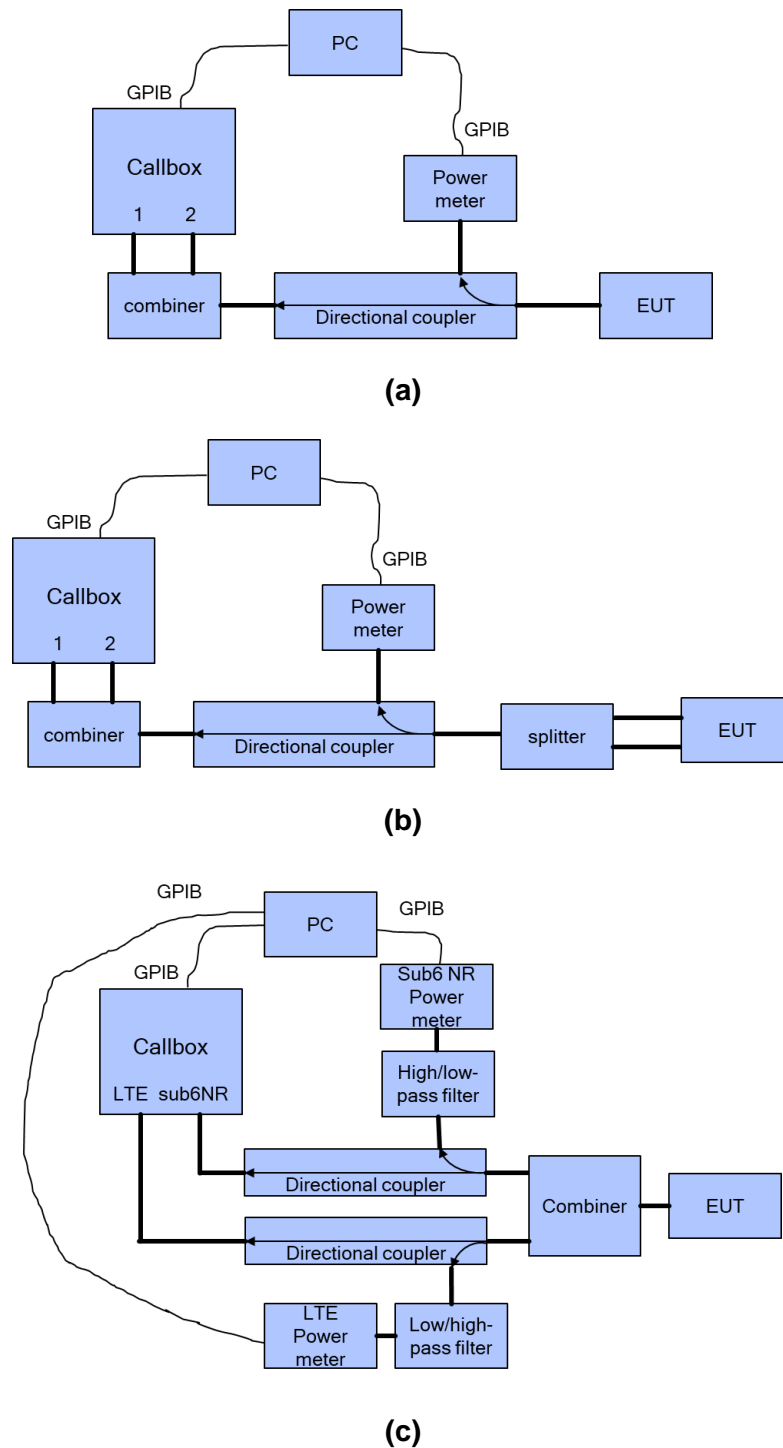 PC
GPIB
GPIB
Callbox
Power
meter
1 2
combiner
Directional coupler
EUT
(a)
PC
GPIB
GPIB
Callbox
Power
meter
1 2
combiner
Directional coupler
splitter
EUT
(b)
GPIB
PC
GPIB
GPIB
Sub6 NR
Power
meter
Callbox
High/low-
pass filter
LTE sub6NR
Directional coupler
Combiner
EUT
Directional coupler
LTE
Power
meter
Low/high-
pass filter
(c)